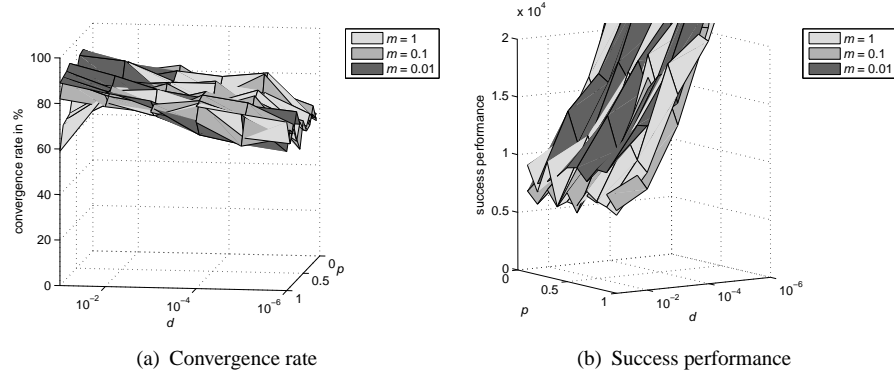 m = 1
m = 0.1
m = 0.01
100
80
60
40
20
0
convergence rate in %
10⁻²
10⁻⁴
10⁻⁶
d
0
0.5
1
p
(a) Convergence rate
x 10⁴
m = 1
m = 0.1
m = 0.01
2
1.5
1
0.5
0
success performance
0
0.5
1
p
10⁻²
10⁻⁴
10⁻⁶
d
(b) Success performance